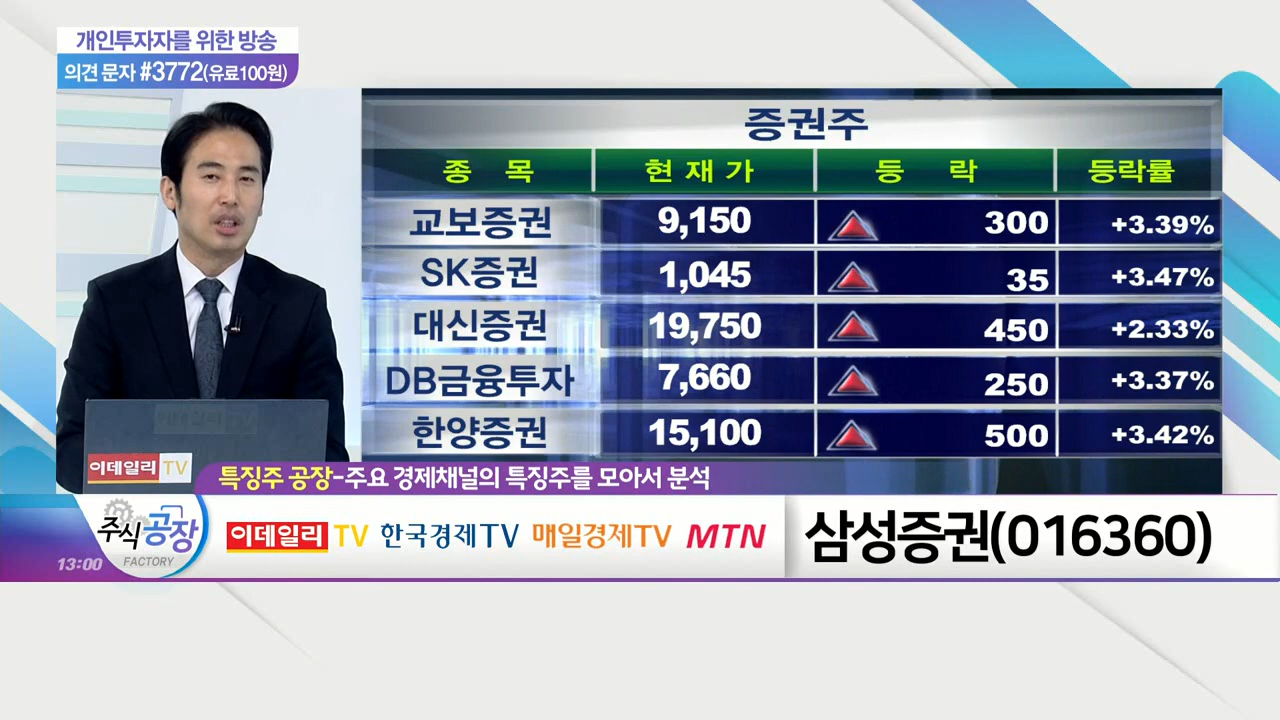 개인투자자를 위한 방송
의견 문자 #3772(유료100원)
증권주
종 목 현 재 가 등 락 등락률
교보증권 9,150 300 +3.39%
SK증권 1,045 35 +3.47%
대신증권 19,750 450 +2.33%
DB금융투자 7,660 250 +3.37%
한양증권 15,100 500 +3.42%
이데일리 TV
이데일리 TV
특징주 공장-주요 경제채널의 특징주를 모아서 분석
주식공장
FACTORY
13:00
이데일리 TV 한국경제TV 매일경제TV MTN
삼성증권(016360)